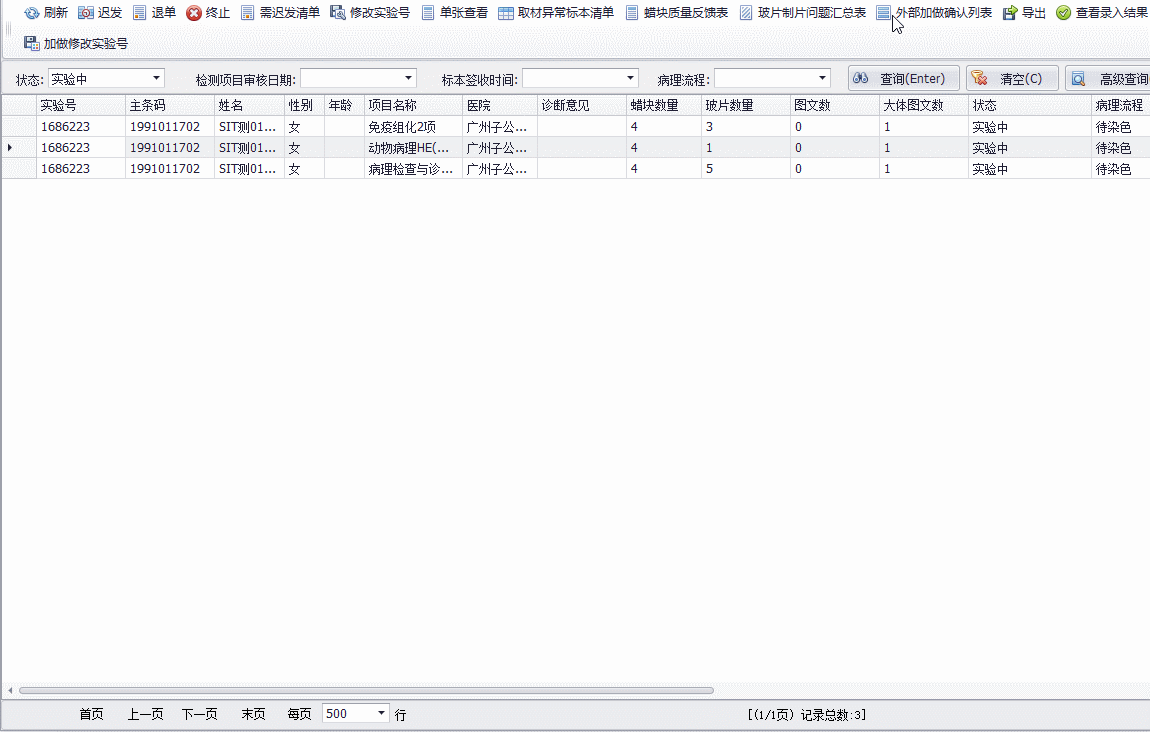 刷新 迟发 退单 终止 需迟发清单 修改实验号 单张查看 取材异常标本清单 蜡块质量反馈表 玻片制片问题汇总表 外部加做确认列表 导出 查看录入结果
加做修改实验号
状态: 实验中 检测项目审核日期: 标本签收时间: 病理流程: 查询(Enter) 清空(C) 高级查询
实验号 主条码 姓名 性别 年龄 项目名称 医院 诊断意见 蜡块数量 玻片数量 图文数 大体图文数 状态 病理流程
1686223 1991011702 SIT测01... 女 免疫组化2项 广州子公... 4 3 0 1 实验中 待染色
1686223 1991011702 SIT测01... 女 动物病理HE(... 广州子公... 4 1 0 1 实验中 待染色
1686223 1991011702 SIT测01... 女 病理检查与诊... 广州子公... 4 5 0 1 实验中 待染色
首页 上一页 下一页 末页 每页 500 行 [(1/1页) 记录总数:3]